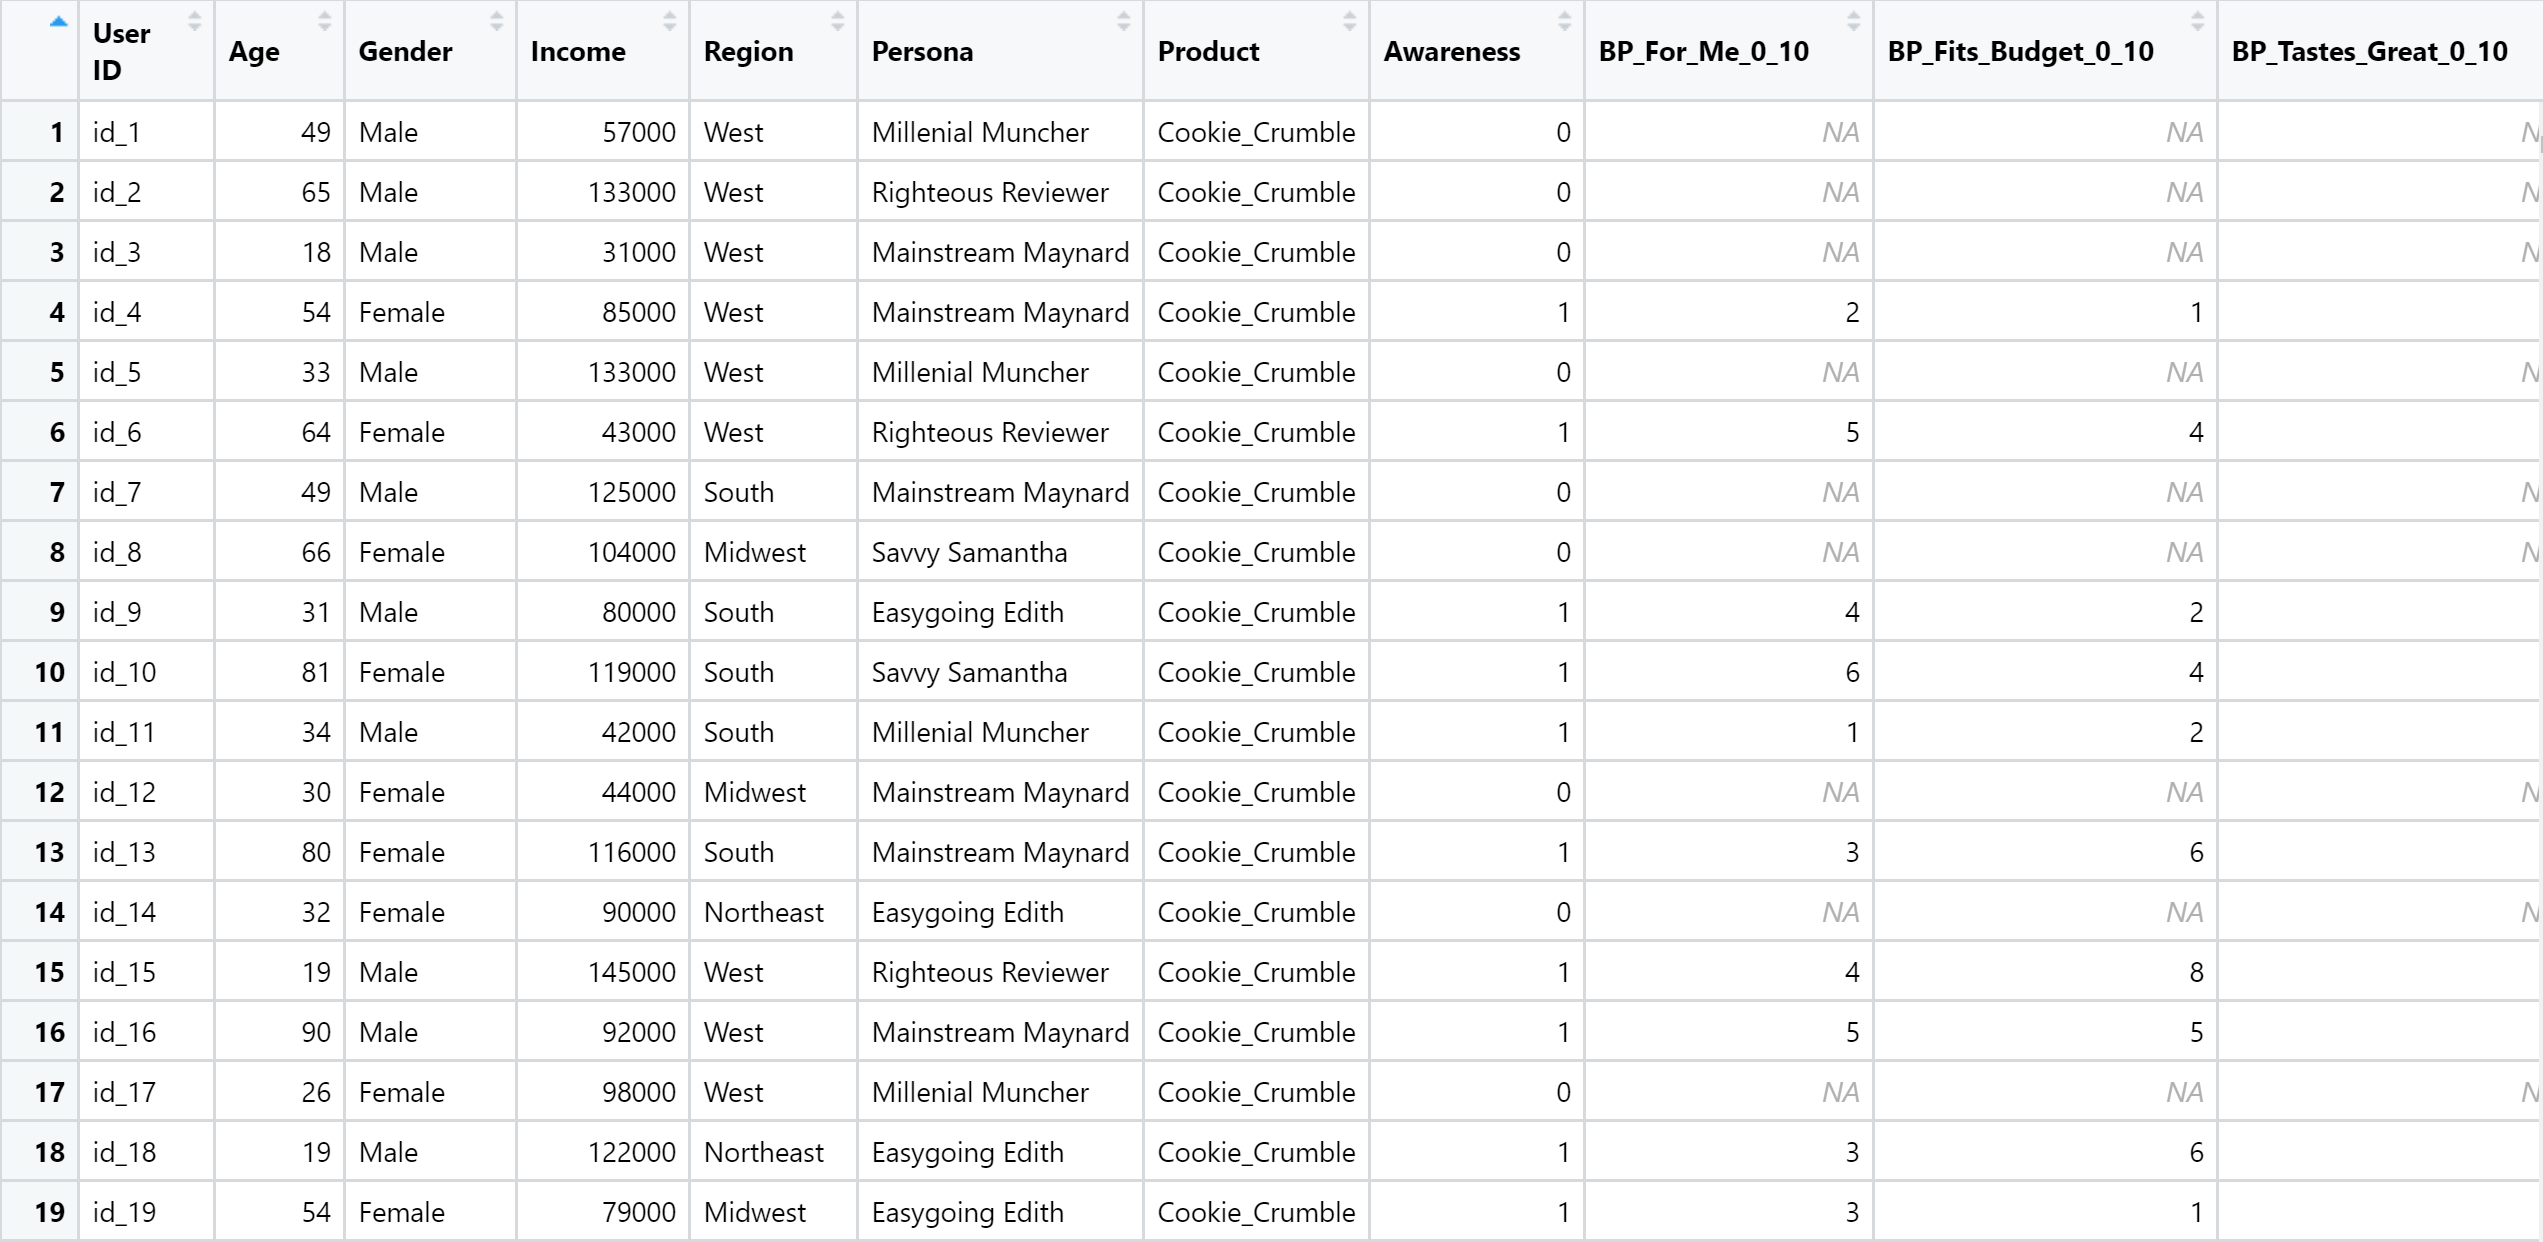 User ID Age Gender Income Region Persona Product Awareness BP_For_Me_0_10 BP_Fits_Budget_0_10 BP_Tastes_Great_0_10
1 id_1 49 Male 57000 West Millenial Muncher Cookie_Crumble 0 NA NA N
2 id_2 65 Male 133000 West Righteous Reviewer Cookie_Crumble 0 NA NA N
3 id_3 18 Male 31000 West Mainstream Maynard Cookie_Crumble 0 NA NA N
4 id_4 54 Female 85000 West Mainstream Maynard Cookie_Crumble 1 2 1
5 id_5 33 Male 133000 West Millenial Muncher Cookie_Crumble 0 NA NA N
6 id_6 64 Female 43000 West Righteous Reviewer Cookie_Crumble 1 5 4
7 id_7 49 Male 125000 South Mainstream Maynard Cookie_Crumble 0 NA NA N
8 id_8 66 Female 104000 Midwest Savvy Samantha Cookie_Crumble 0 NA NA N
9 id_9 31 Male 80000 South Easygoing Edith Cookie_Crumble 1 4 2
10 id_10 81 Female 119000 South Savvy Samantha Cookie_Crumble 1 6 4
11 id_11 34 Male 42000 South Millenial Muncher Cookie_Crumble 1 1 2
12 id_12 30 Female 44000 Midwest Mainstream Maynard Cookie_Crumble 0 NA NA N
13 id_13 80 Female 116000 South Mainstream Maynard Cookie_Crumble 1 3 6
14 id_14 32 Female 90000 Northeast Easygoing Edith Cookie_Crumble 0 NA NA N
15 id_15 19 Male 145000 West Righteous Reviewer Cookie_Crumble 1 4 8
16 id_16 90 Male 92000 West Mainstream Maynard Cookie_Crumble 1 5 5
17 id_17 26 Female 98000 West Millenial Muncher Cookie_Crumble 0 NA NA N
18 id_18 19 Male 122000 Northeast Easygoing Edith Cookie_Crumble 1 3 6
19 id_19 54 Female 79000 Midwest Easygoing Edith Cookie_Crumble 1 3 1